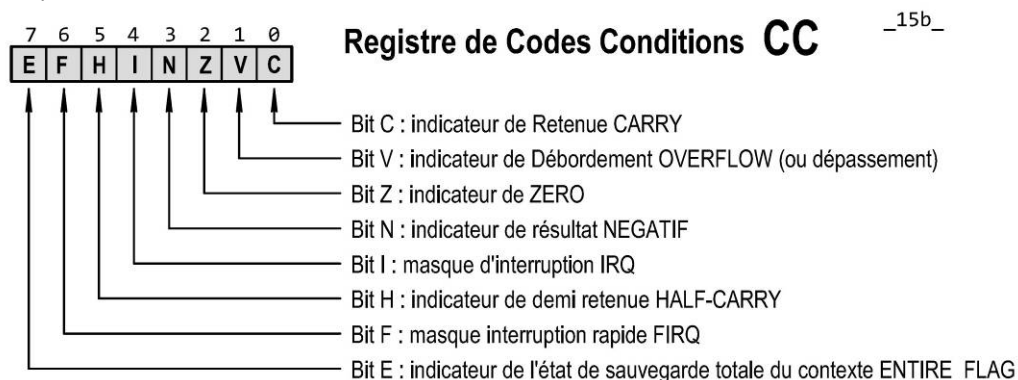 7 6 5 4 3 2 1 0
E F H I N Z V C
Registre de Codes Conditions CC
_15b_
Bit C : indicateur de Retenue CARRY
Bit V : indicateur de Débordement OVERFLOW (ou dépassement)
Bit Z : indicateur de ZERO
Bit N : indicateur de résultat NEGATIF
Bit I : masque d'interruption IRQ
Bit H : indicateur de demi retenue HALF-CARRY
Bit F : masque interruption rapide FIRQ
Bit E : indicateur de l'état de sauvegarde totale du contexte ENTIRE FLAG